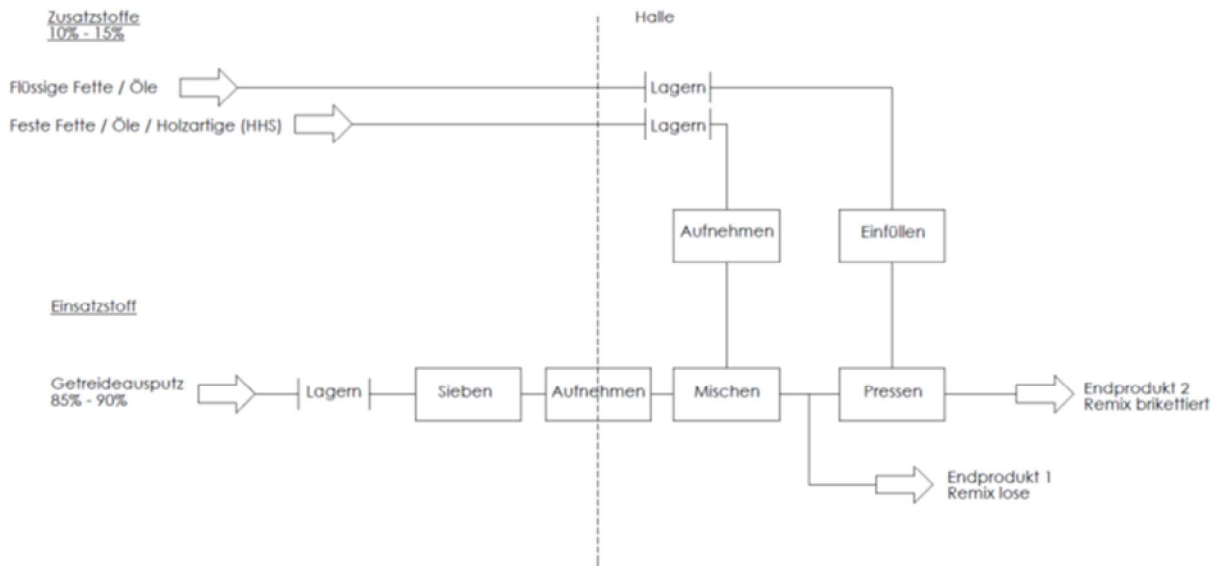 Zusatzstoffe
10% - 15%
Halle
Flüssige Fette / Öle
Lagern
Feste Fette / Öle / Holzartige (HHS)
Lagern
Aufnehmen
Einfüllen
Einsatzstoff
Getreideausputz
85% - 90%
Lagern
Sieben
Aufnehmen
Mischen
Pressen
Endprodukt 2
Remix brikettiert
Endprodukt 1
Remix lose